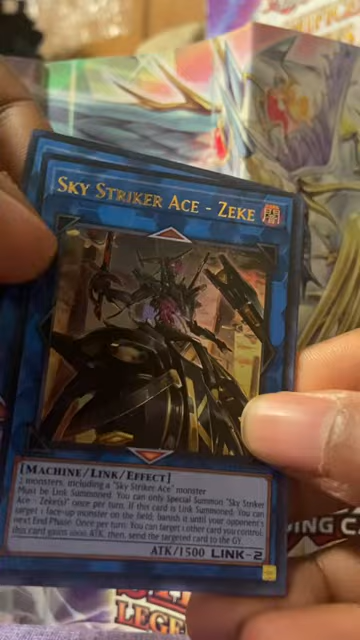 SKY STRIKER ACE - ZEKE
[MACHINE/LINK/EFFECT]
2 monsters, including a "Sky Striker Ace" monster
Must be Link Summoned. You can only Special Summon "Sky Striker
Ace - Zeke(s)" once per turn. If this card is Link Summoned: You can
target 1 face-up monster on the field; banish it until your opponent's
next End Phase. Once per turn: You can target 1 other card you control;
this card gains 1000 ATK, then send the targeted card to the GY.
ATK/1500 LINK-2
NG C
LEGE